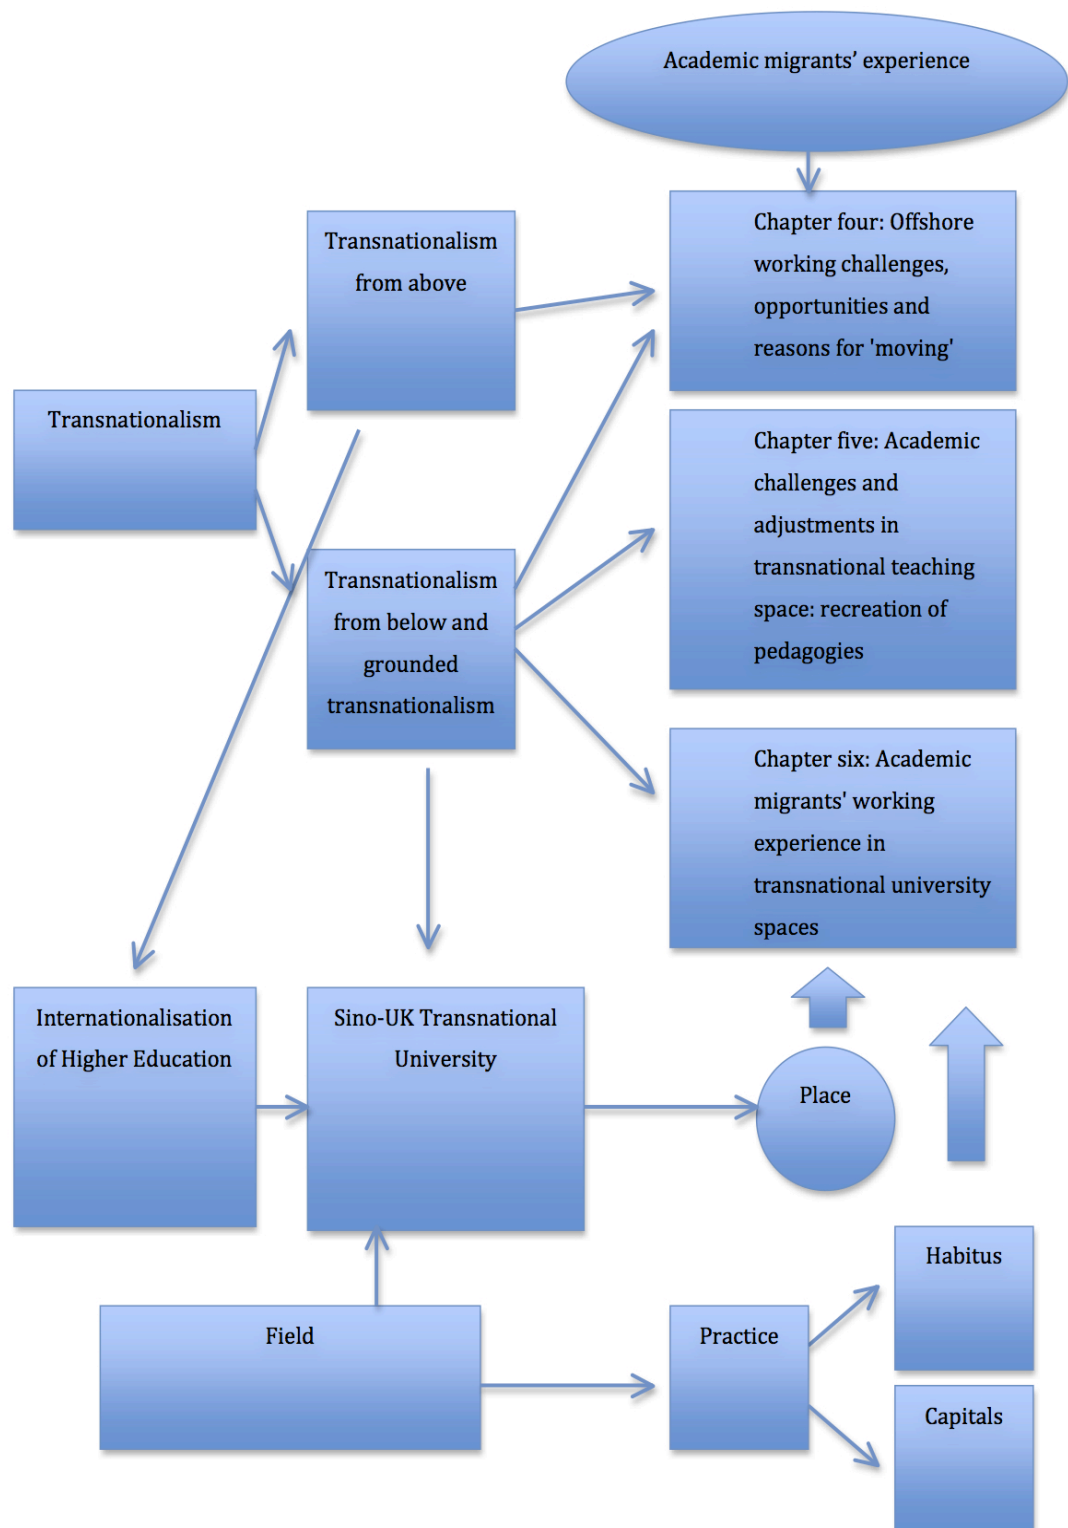 Academic migrants’ experience
Transnationalism
from above
Chapter four: Offshore
working challenges,
opportunities and
reasons for 'moving'
Transnationalism
Chapter five: Academic
challenges and
adjustments in
transnational teaching
space: recreation of
pedagogies
Transnationalism
from below and
grounded
transnationalism
Chapter six: Academic
migrants' working
experience in
transnational university
spaces
Internationalisation
of Higher Education
Sino-UK Transnational
University
Place
Field
Practice
Habitus
Capitals